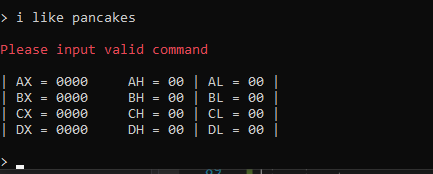 > i like pancakes
Please input valid command
| AX = 0000 AH = 00 | AL = 00 |
| BX = 0000 BH = 00 | BL = 00 |
| CX = 0000 CH = 00 | CL = 00 |
| DX = 0000 DH = 00 | DL = 00 |
>